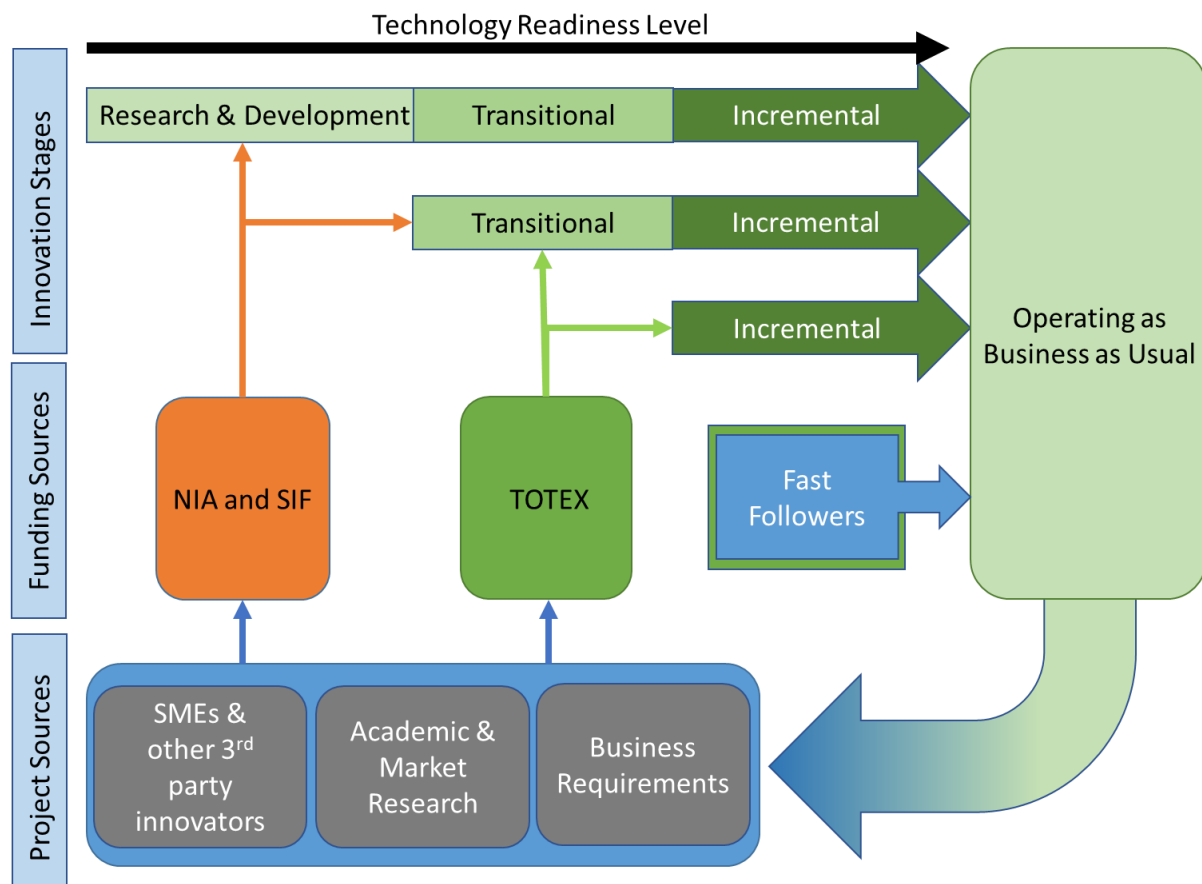 Technology Readiness Level
Innovation Stages
Research & Development
Transitional
Incremental
Transitional
Incremental
Incremental
Operating as
Business as Usual
Funding Sources
NIA and SIF
TOTEX
Fast
Followers
Project Sources
SMEs &
other 3rd
party
innovators
Academic &
Market
Research
Business
Requirements